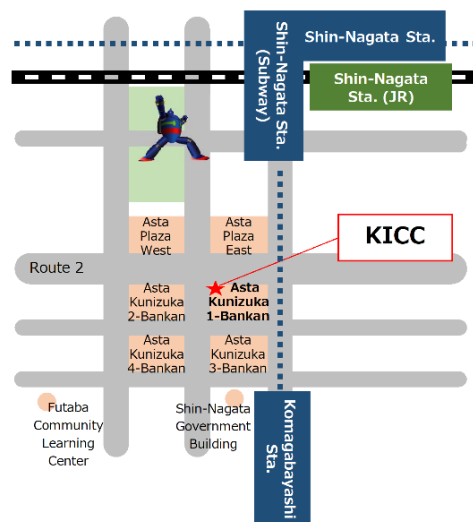 Shin-Nagata Sta.
Shin-Nagata Sta.
(Subway)
Shin-Nagata
Sta. (JR)
Asta
Plaza
West
Asta
Plaza
East
KICC
Route 2
Asta
Kunizuka
2-Bankan
Asta
Kunizuka
1-Bankan
Asta
Kunizuka
4-Bankan
Asta
Kunizuka
3-Bankan
Futaba
Community
Learning
Center
Shin-Nagata
Government
Building
Komagabayashi
Sta.